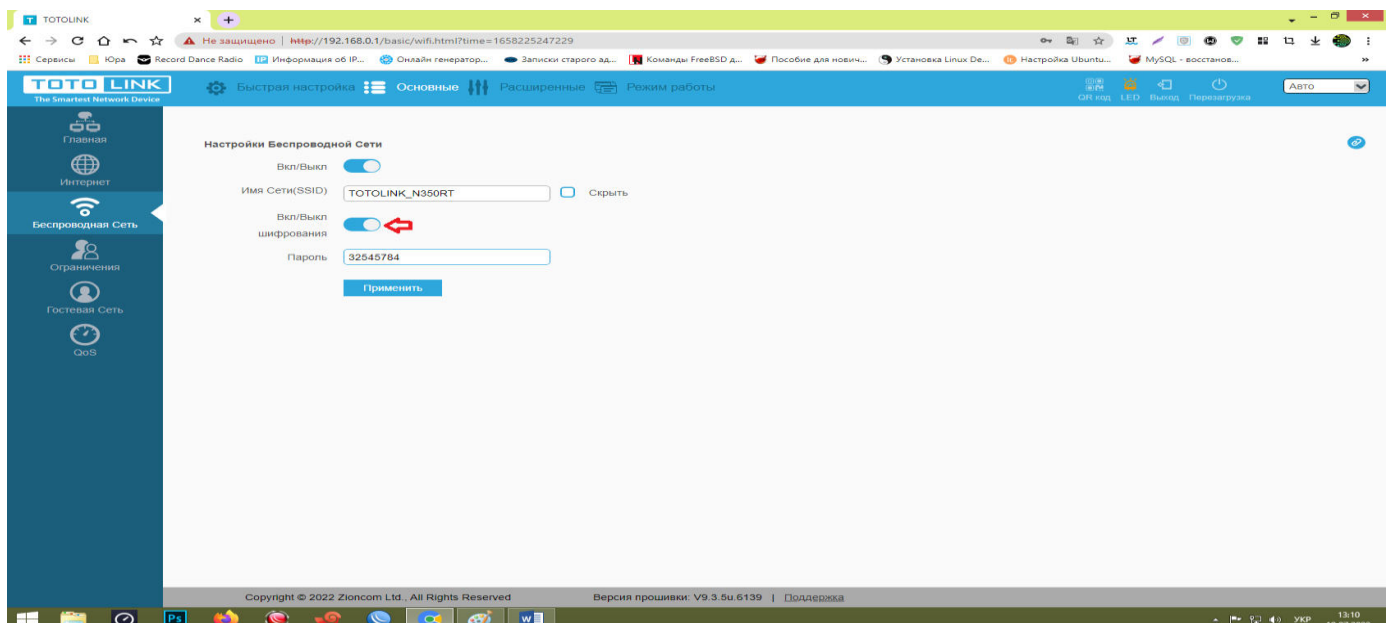 TOTOLINK
Не защищено | http://192.168.0.1/basic/wifi.html?time=1658225247229
Сервисы Юра Record Dance Radio Информация об IP... Онлайн генератор... Записки старого ад... Команды FreeBSD д... Пособие для нович... Установка Linux De... Настройка Ubuntu... MySQL - восстанов... »
TOTO LINK
The Smartest Network Device
Быстрая настройка Основные Расширенные Режим работы
QR код LED Выход Перезагрузка
Авто
Главная
Интернет
Беспроводная Сеть
Ограничения
Гостевая Сеть
QoS
Настройки Беспроводной Сети
Вкл/Выкл
Имя Сети(SSID) TOTOLINK_N350RT Скрыть
Вкл/Выкл
шифрования
Пароль 32545784
Применить
Copyright © 2022 Zioncom Ltd., All Rights Reserved Версия прошивки: V9.3.5u.6139 | Поддержка
Ps
УКР
13:10